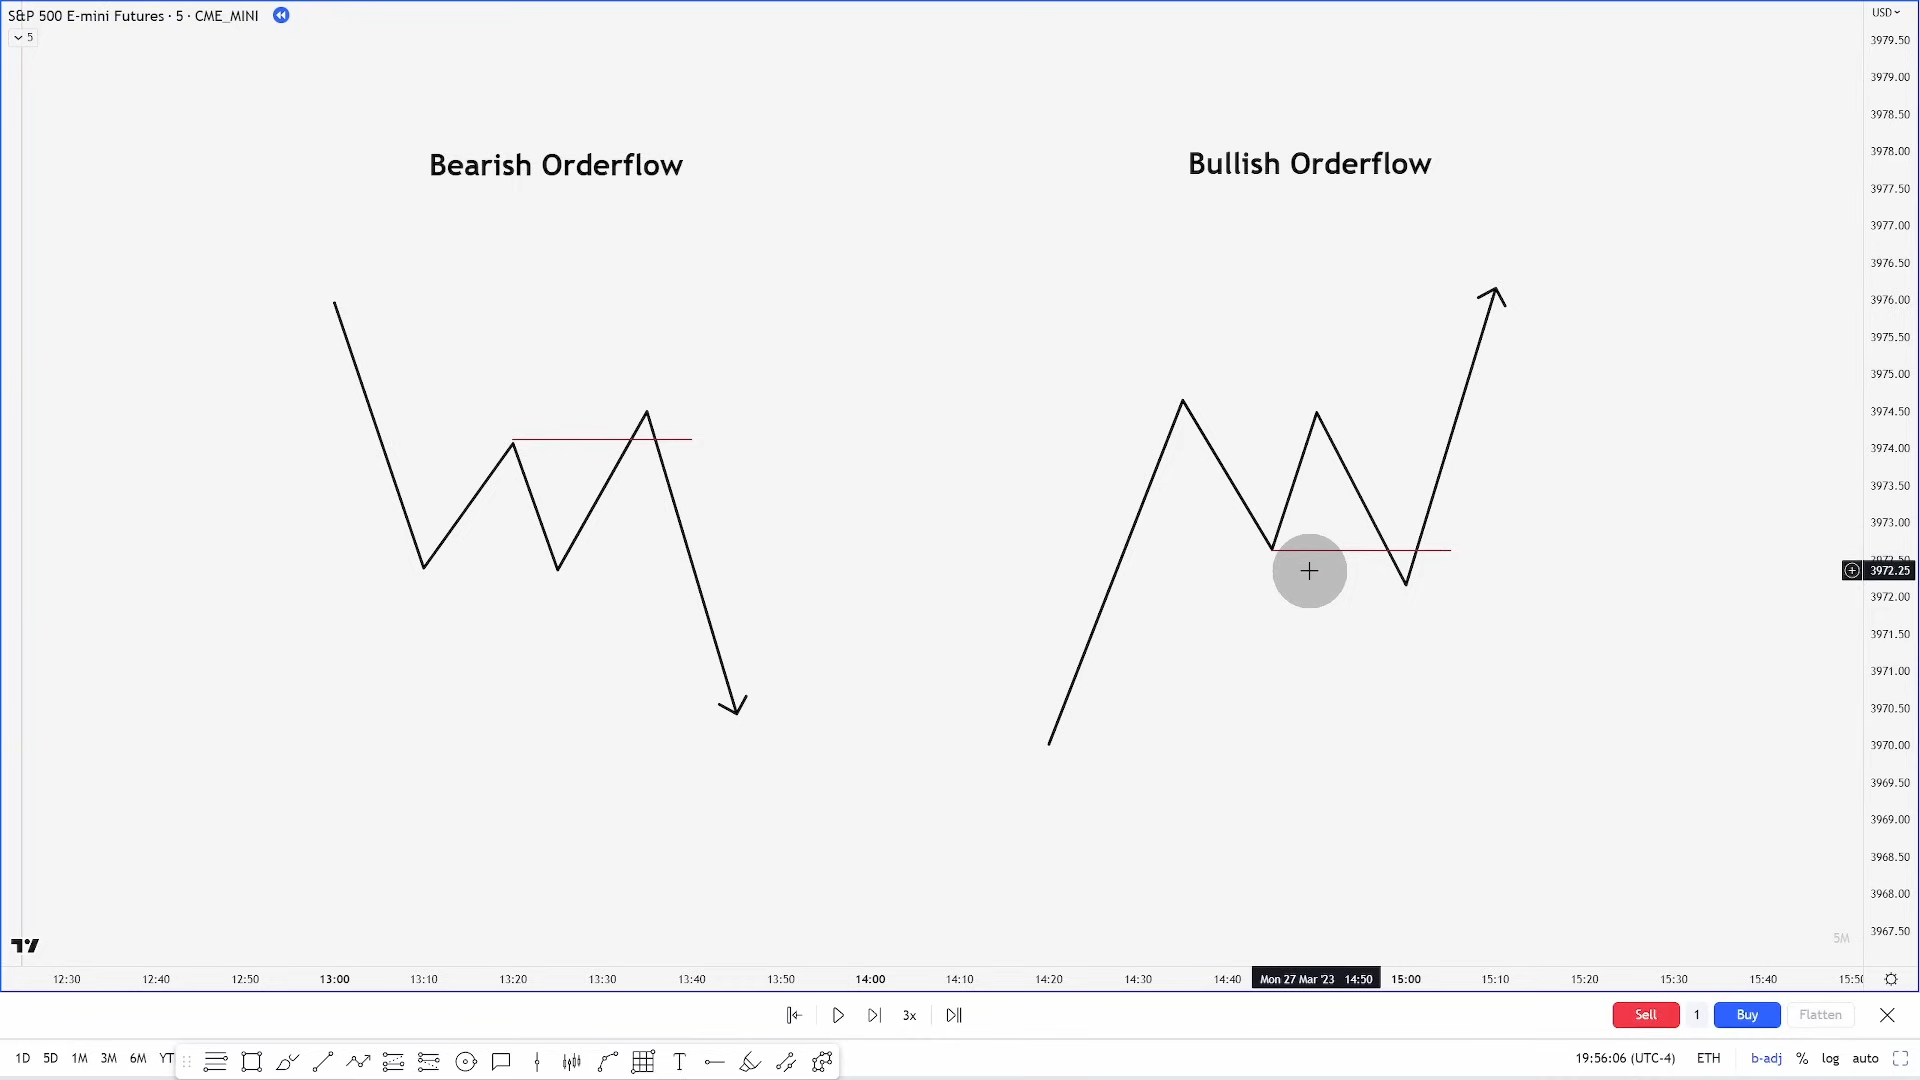 S&P 500 E-mini Futures · 5 · CME_MINI
5
USD
Bearish Orderflow
Bullish Orderflow
3979.50
3979.00
3978.50
3978.00
3977.50
3977.00
3976.50
3976.00
3975.50
3975.00
3974.50
3974.00
3973.50
3973.00
3972.25
3972.00
3971.50
3971.00
3970.50
3970.00
3969.50
3969.00
3968.50
3968.00
3967.50
5M
12:30 12:40 12:50 13:00 13:10 13:20 13:30 13:40 13:50 14:00 14:10 14:20 14:30 14:40 Mon 27 Mar '23 14:50 15:00 15:10 15:20 15:30 15:40 15:50
3x
Sell 1 Buy Flatten
1D 5D 1M 3M 6M YT
19:56:06 (UTC-4) ETH b-adj % log auto